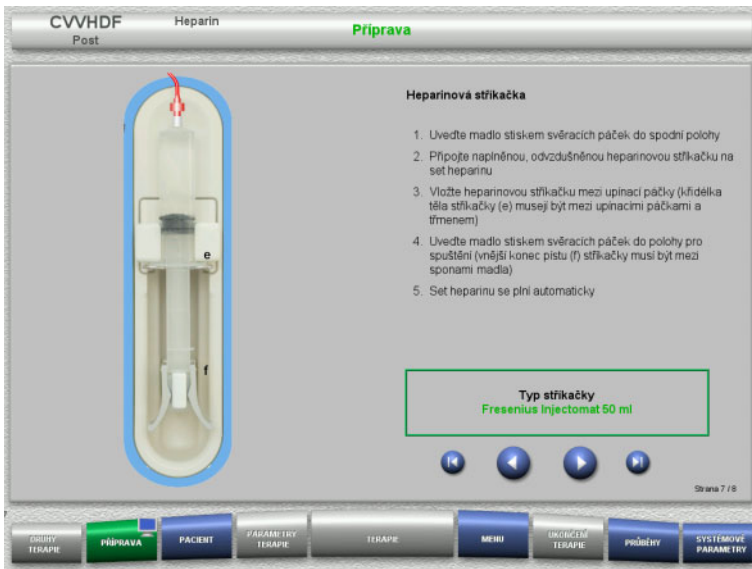 CVVHDF
Heparin
Post
Příprava
Heparinová stříkačka
1. Uveďte madlo stiskem svěracích páček do spodní polohy
2. Připojte naplněnou, odvzdušněnou heparinovou stříkačku na
set heparinu
3. Vložte heparinovou stříkačku mezi upínací páčky (křidélka
těla stříkačky (e) musejí být mezi upínacími páčkami a
třmenem)
4. Uveďte madlo stiskem svěracích páček do polohy pro
spuštění (vnější konec pístu (f) stříkačky musí být mezi
sponami madla)
5. Set heparinu se plní automaticky
e
f
Typ stříkačky
Fresenius Injectomat 50 ml
Strana 7 / 8
DRUHY
TERAPIE
PŘÍPRAVA
PACIENT
PARAMETRY
TERAPIE
TERAPIE
MENU
UKONČENÍ
TERAPIE
PRŮBĚHY
SYSTÉMOVÉ
PARAMETRY